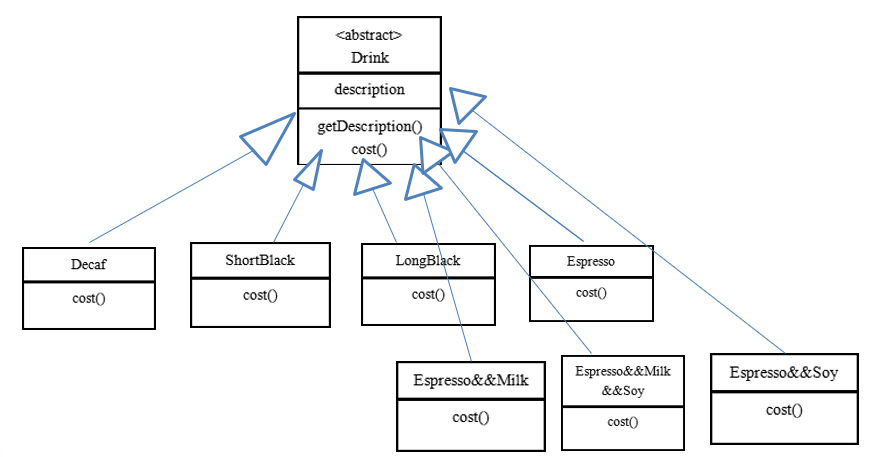 <abstract>
Drink
description
getDescription()
cost()
Decaf
cost()
ShortBlack
cost()
LongBlack
cost()
Espresso
cost()
Espresso&&Milk
cost()
Espresso&&Milk
&&Soy
cost()
Espresso&&Soy
cost()